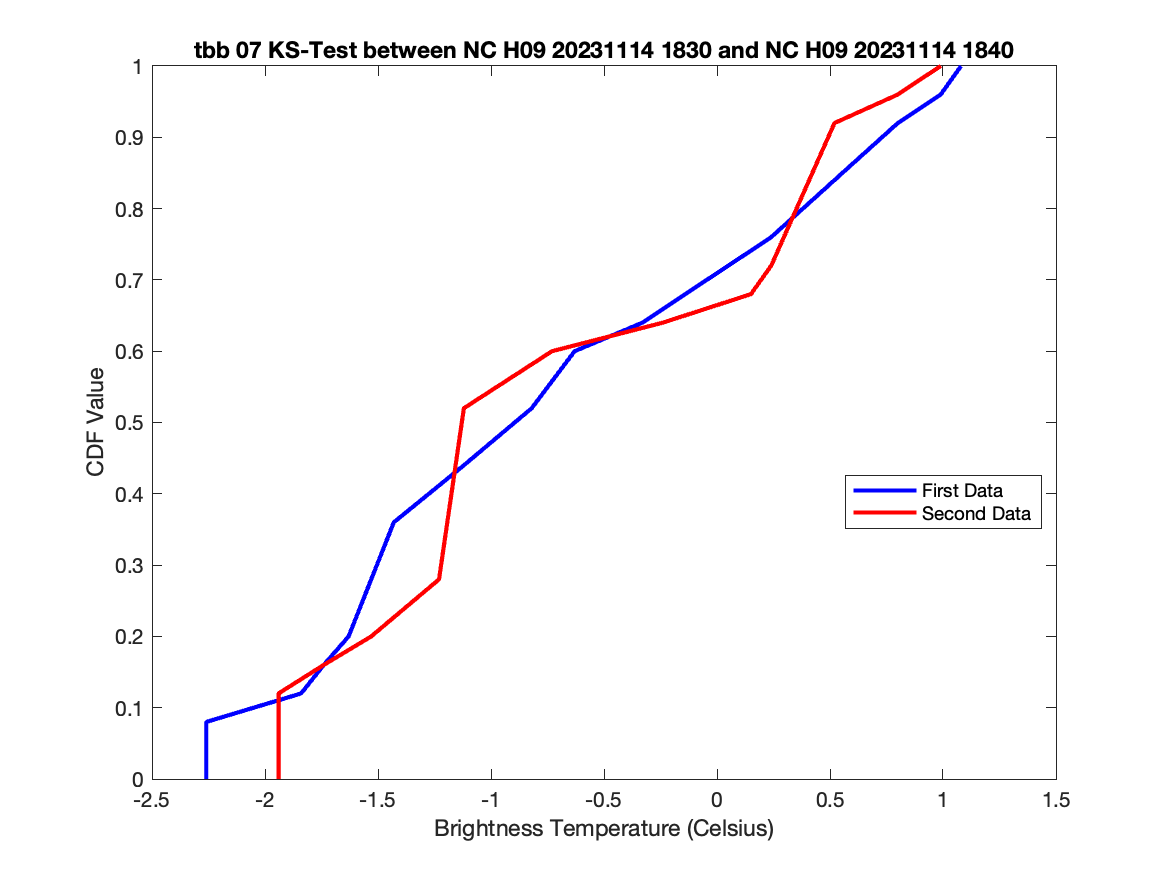 tbb 07 KS-Test between NC H09 20231114 1830 and NC H09 20231114 1840
1
0.9
0.8
0.7
0.6
0.5
0.4
0.3
0.2
0.1
0
CDF Value
First Data
Second Data
-2.5 -2 -1.5 -1 -0.5 0 0.5 1 1.5
Brightness Temperature (Celsius)